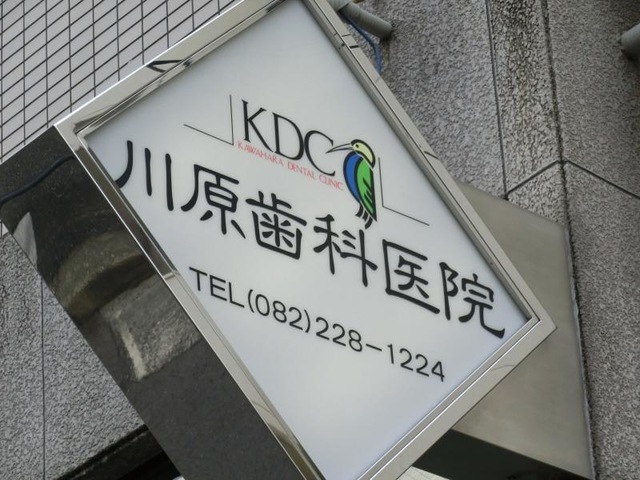 KDC
KAWAHARA DENTAL CLINIC
川原歯科医院
TEL(082)228-1224